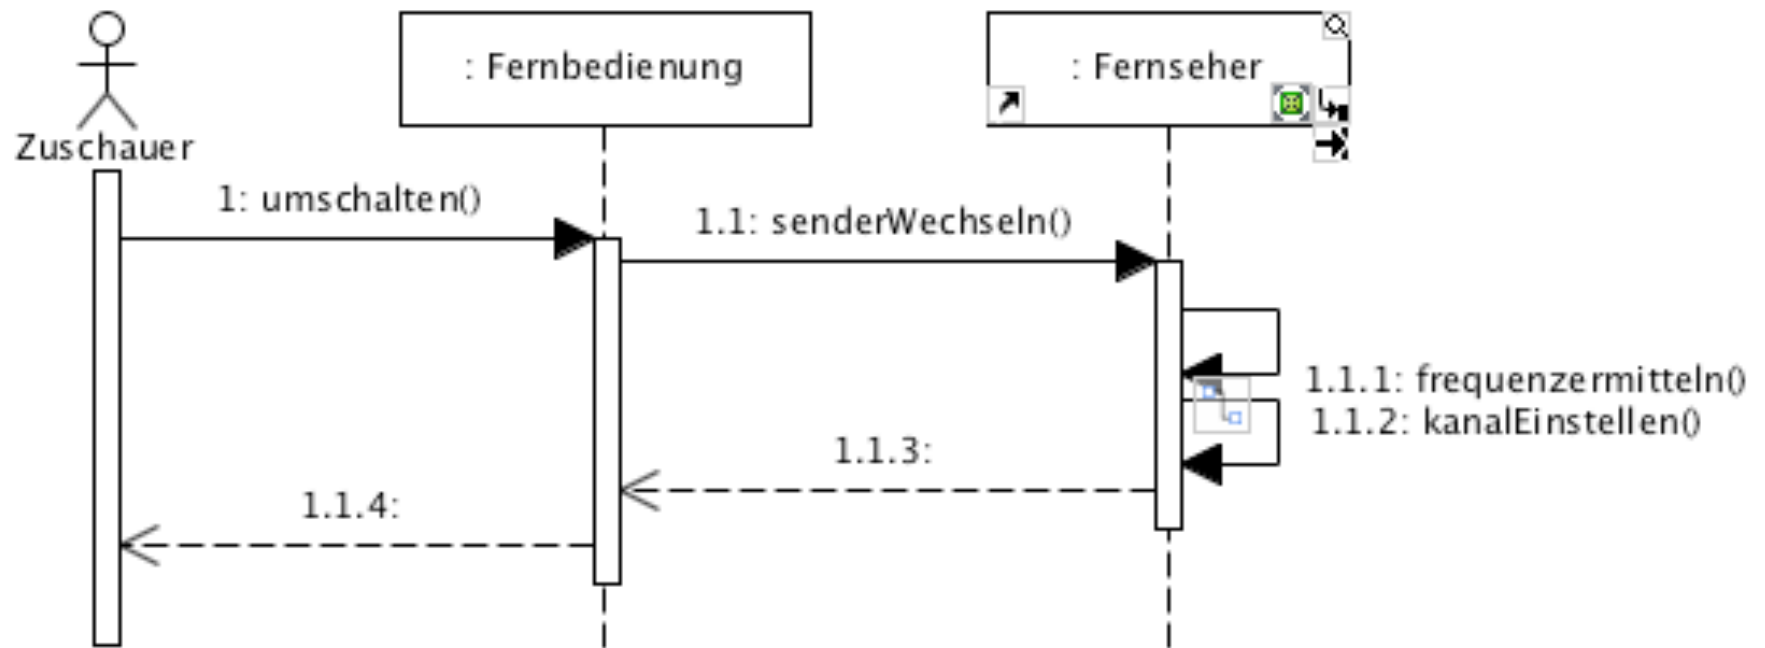 : Fernbedienung
: Fernseher
Zuschauer
1: umschalten()
1.1: senderWechseln()
1.1.1: frequenzermitteln()
1.1.2: kanalEinstellen()
1.1.3:
1.1.4: